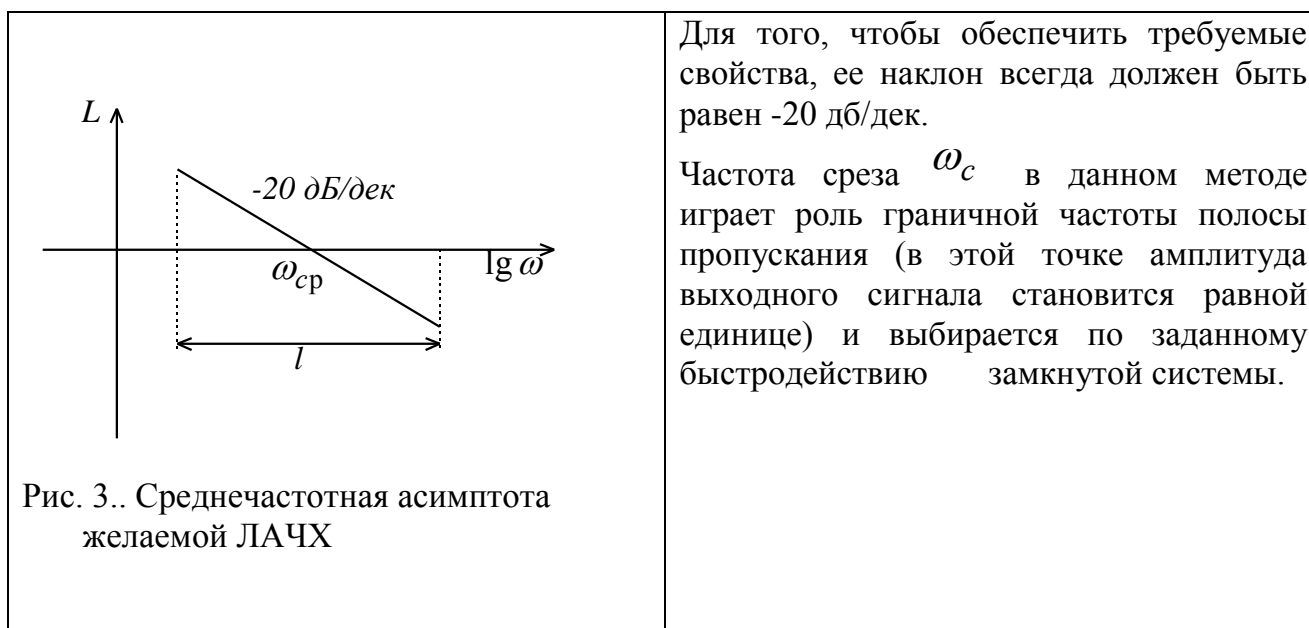 L
-20 дБ/дек
ωср
lg ω
l
Рис. 3.. Среднечастотная асимптота
желаемой ЛАЧХ
Для того, чтобы обеспечить требуемые
свойства, ее наклон всегда должен быть
равен -20 дб/дек.
Частота среза ωc в данном методе
играет роль граничной частоты полосы
пропускания (в этой точке амплитуда
выходного сигнала становится равной
единице) и выбирается по заданному
быстродействию замкнутой системы.